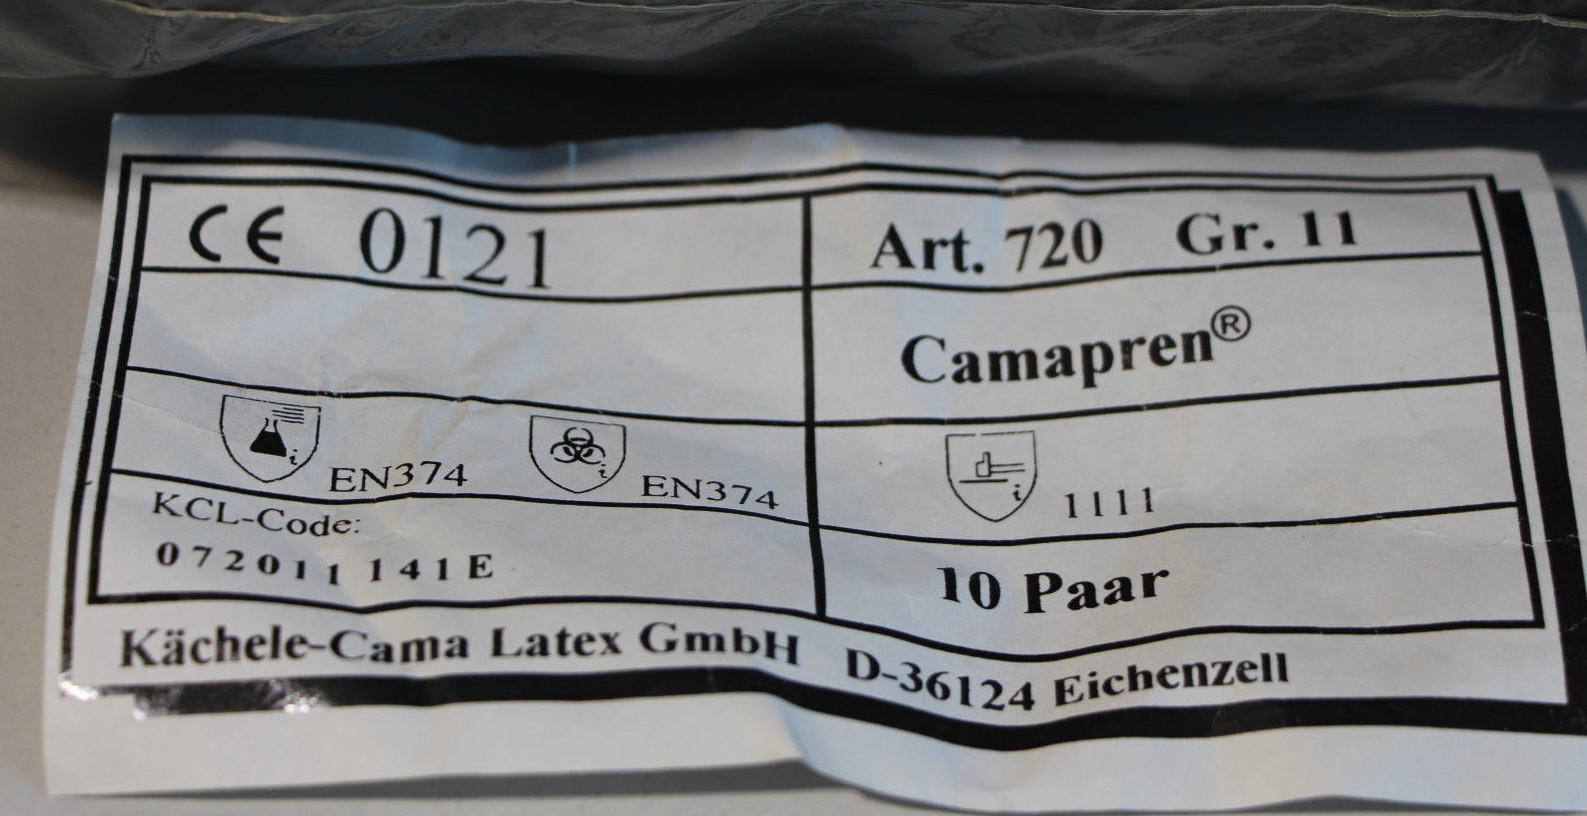 CE 0121
Art. 720 Gr. 11
Camapren®
EN374 EN374
1111
KCL-Code:
072011 141E
10 Paar
Kächele-Cama Latex GmbH D-36124 Eichenzell